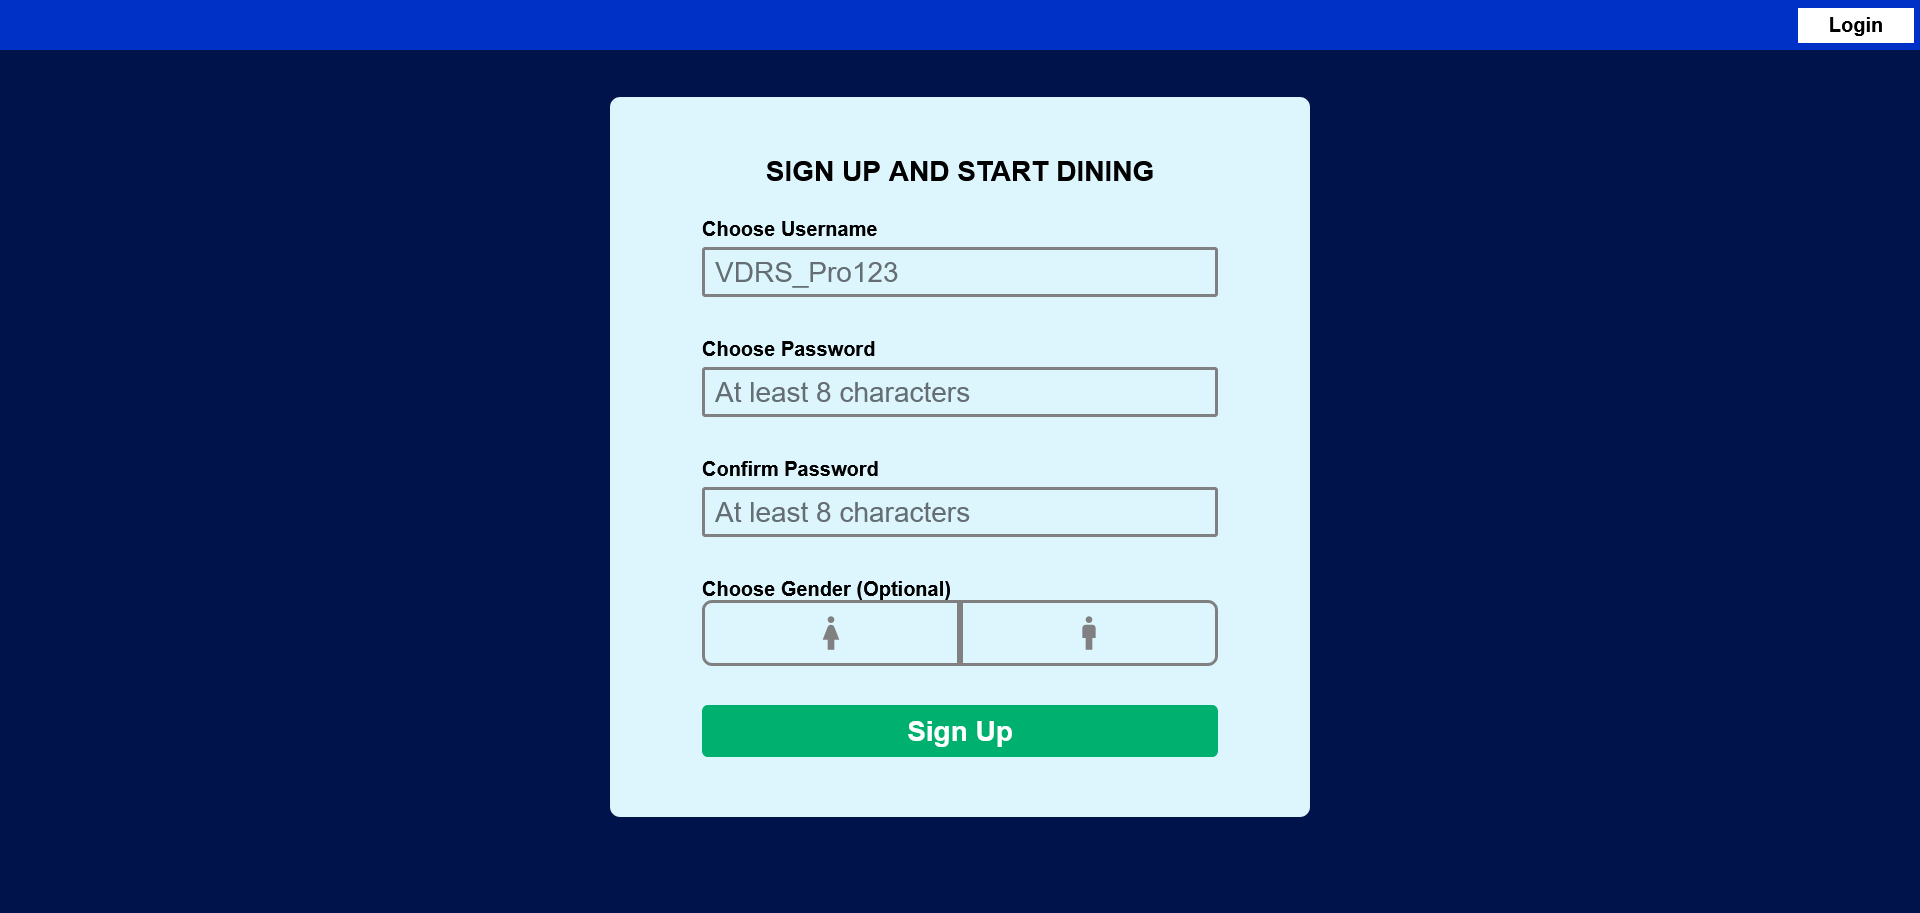 Login
SIGN UP AND START DINING
Choose Username
VDRS_Pro123
Choose Password
At least 8 characters
Confirm Password
At least 8 characters
Choose Gender (Optional)
Sign Up